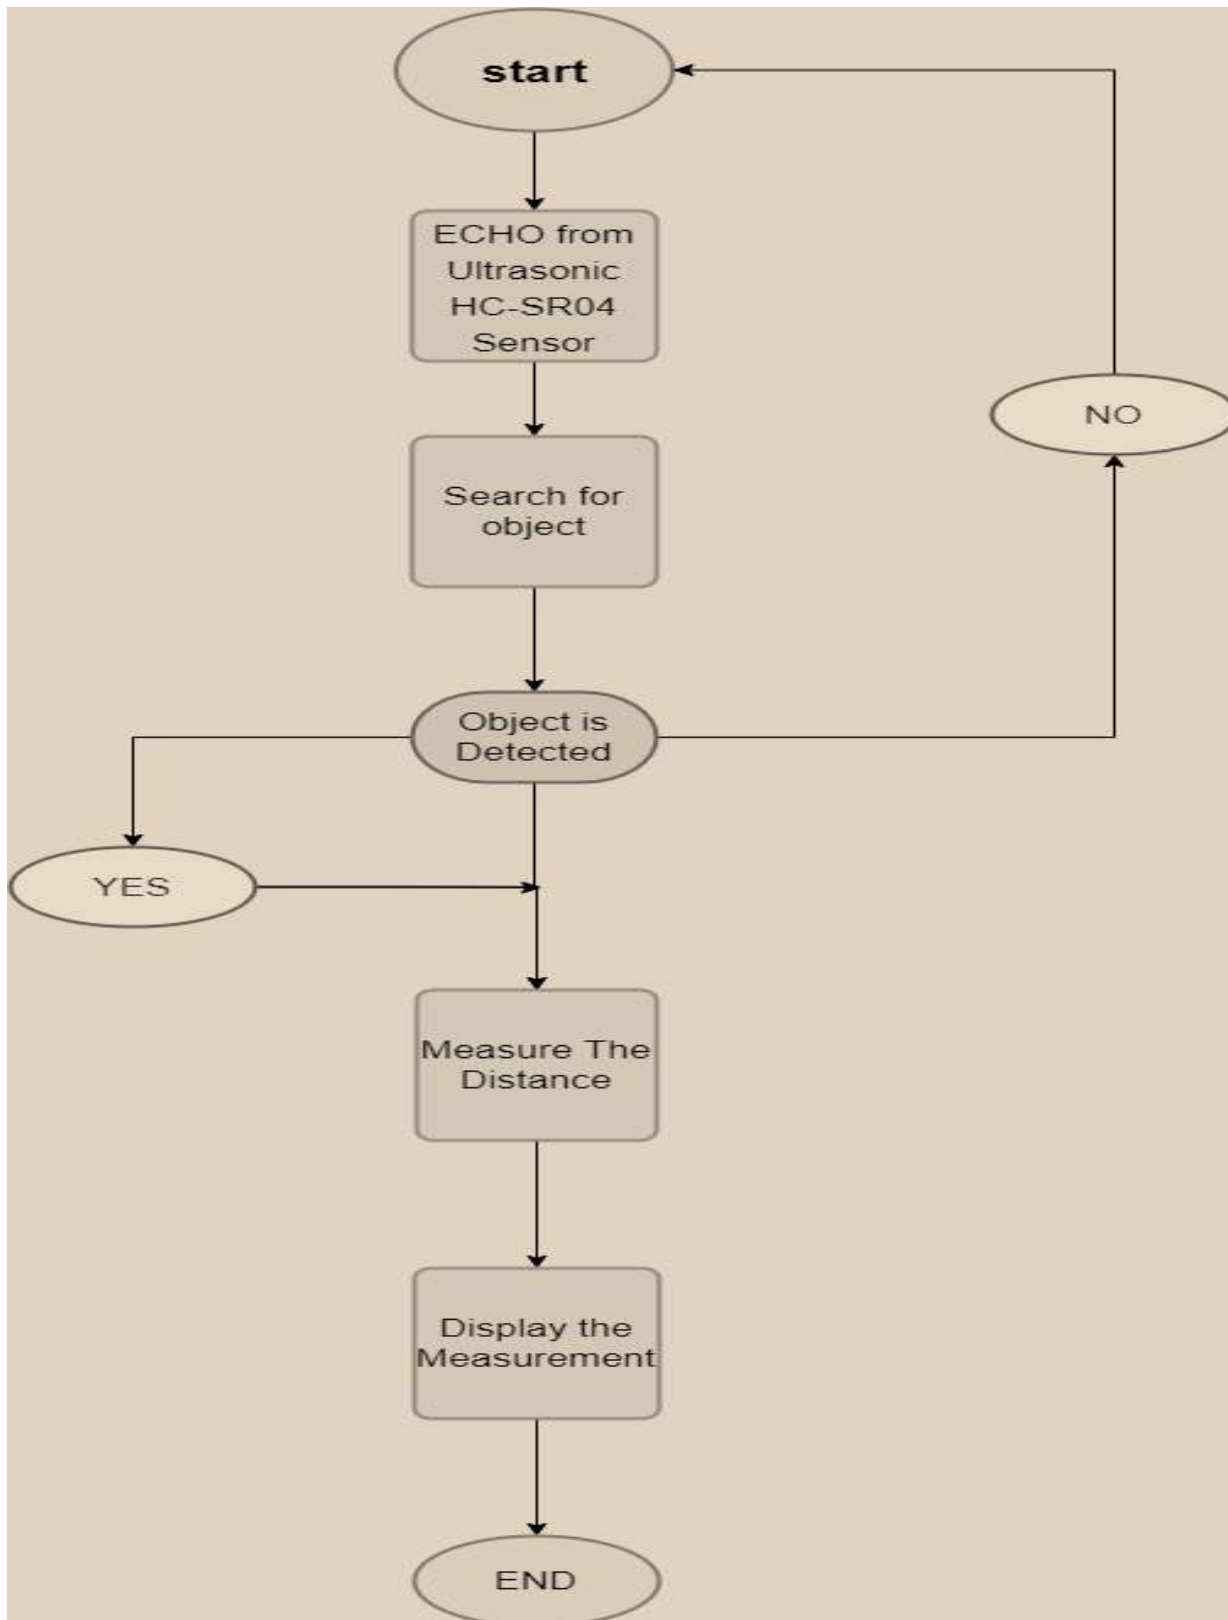 start
ECHO from
Ultrasonic
HC-SR04
Sensor
NO
Search for
object
Object is
Detected
YES
Measure The
Distance
Display the
Measurement
END